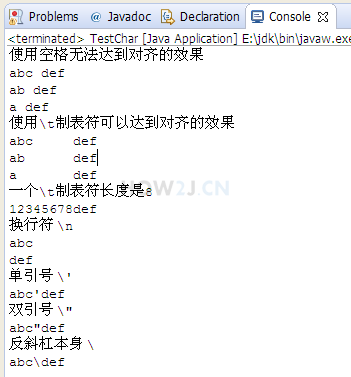 Problems @ Javadoc Declaration Console
<terminated> TestChar [Java Application] E:\jdk\bin\javaw.exe
使用空格无法达到对齐的效果
abc def
ab def
a def
使用\t制表符可以达到对齐的效果
abc     def
ab      def
a       def
一个\t制表符长度是8
12345678def
换行符 \n
abc
def
单引号 \'
abc'def
双引号 \"
abc"def
反斜杠本身 \
abc\def
HOW2J.CN